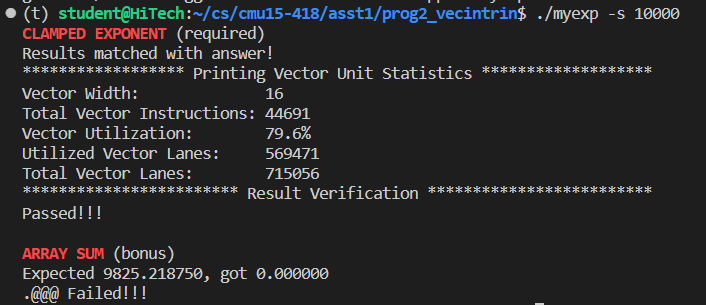 (t) student@HiTech:~/cs/cmu15-418/asst1/prog2_vecintrin$ ./myexp -s 10000
CLAMPED EXPONENT (required)
Results matched with answer!
****************** Printing Vector Unit Statistics *******************
Vector Width:              16
Total Vector Instructions: 44691
Vector Utilization:        79.6%
Utilized Vector Lanes:     569471
Total Vector Lanes:        715056
************************ Result Verification *************************
Passed!!!

ARRAY SUM (bonus)
Expected 9825.218750, got 0.000000
.@@@ Failed!!!